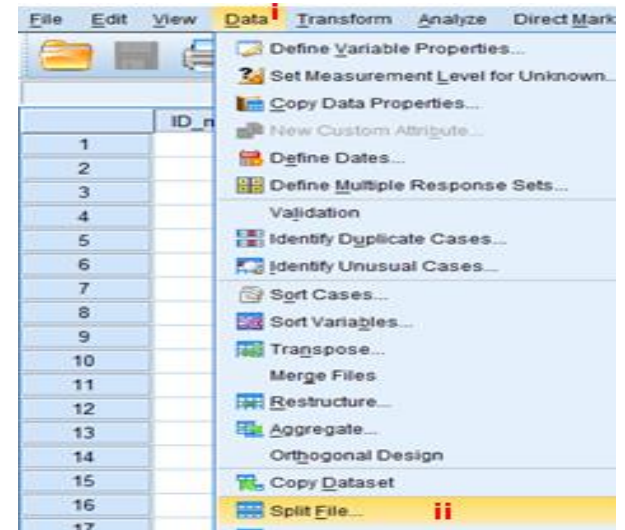 File Edit View Data i Transform Analyze Direct Mark
Define Variable Properties...
Set Measurement Level for Unknown...
Copy Data Properties...
ID_n
New Custom Attribute...
1
Define Dates...
2
Define Multiple Response Sets...
3
4 Validation
5 Identify Duplicate Cases...
6 Identify Unusual Cases...
7 Sort Cases...
8 Sort Variables...
9
Transpose...
10
Merge Files
11
12 Restructure...
13 Aggregate...
14 Orthogonal Design
15 Copy Dataset
16 Split File... ii
17